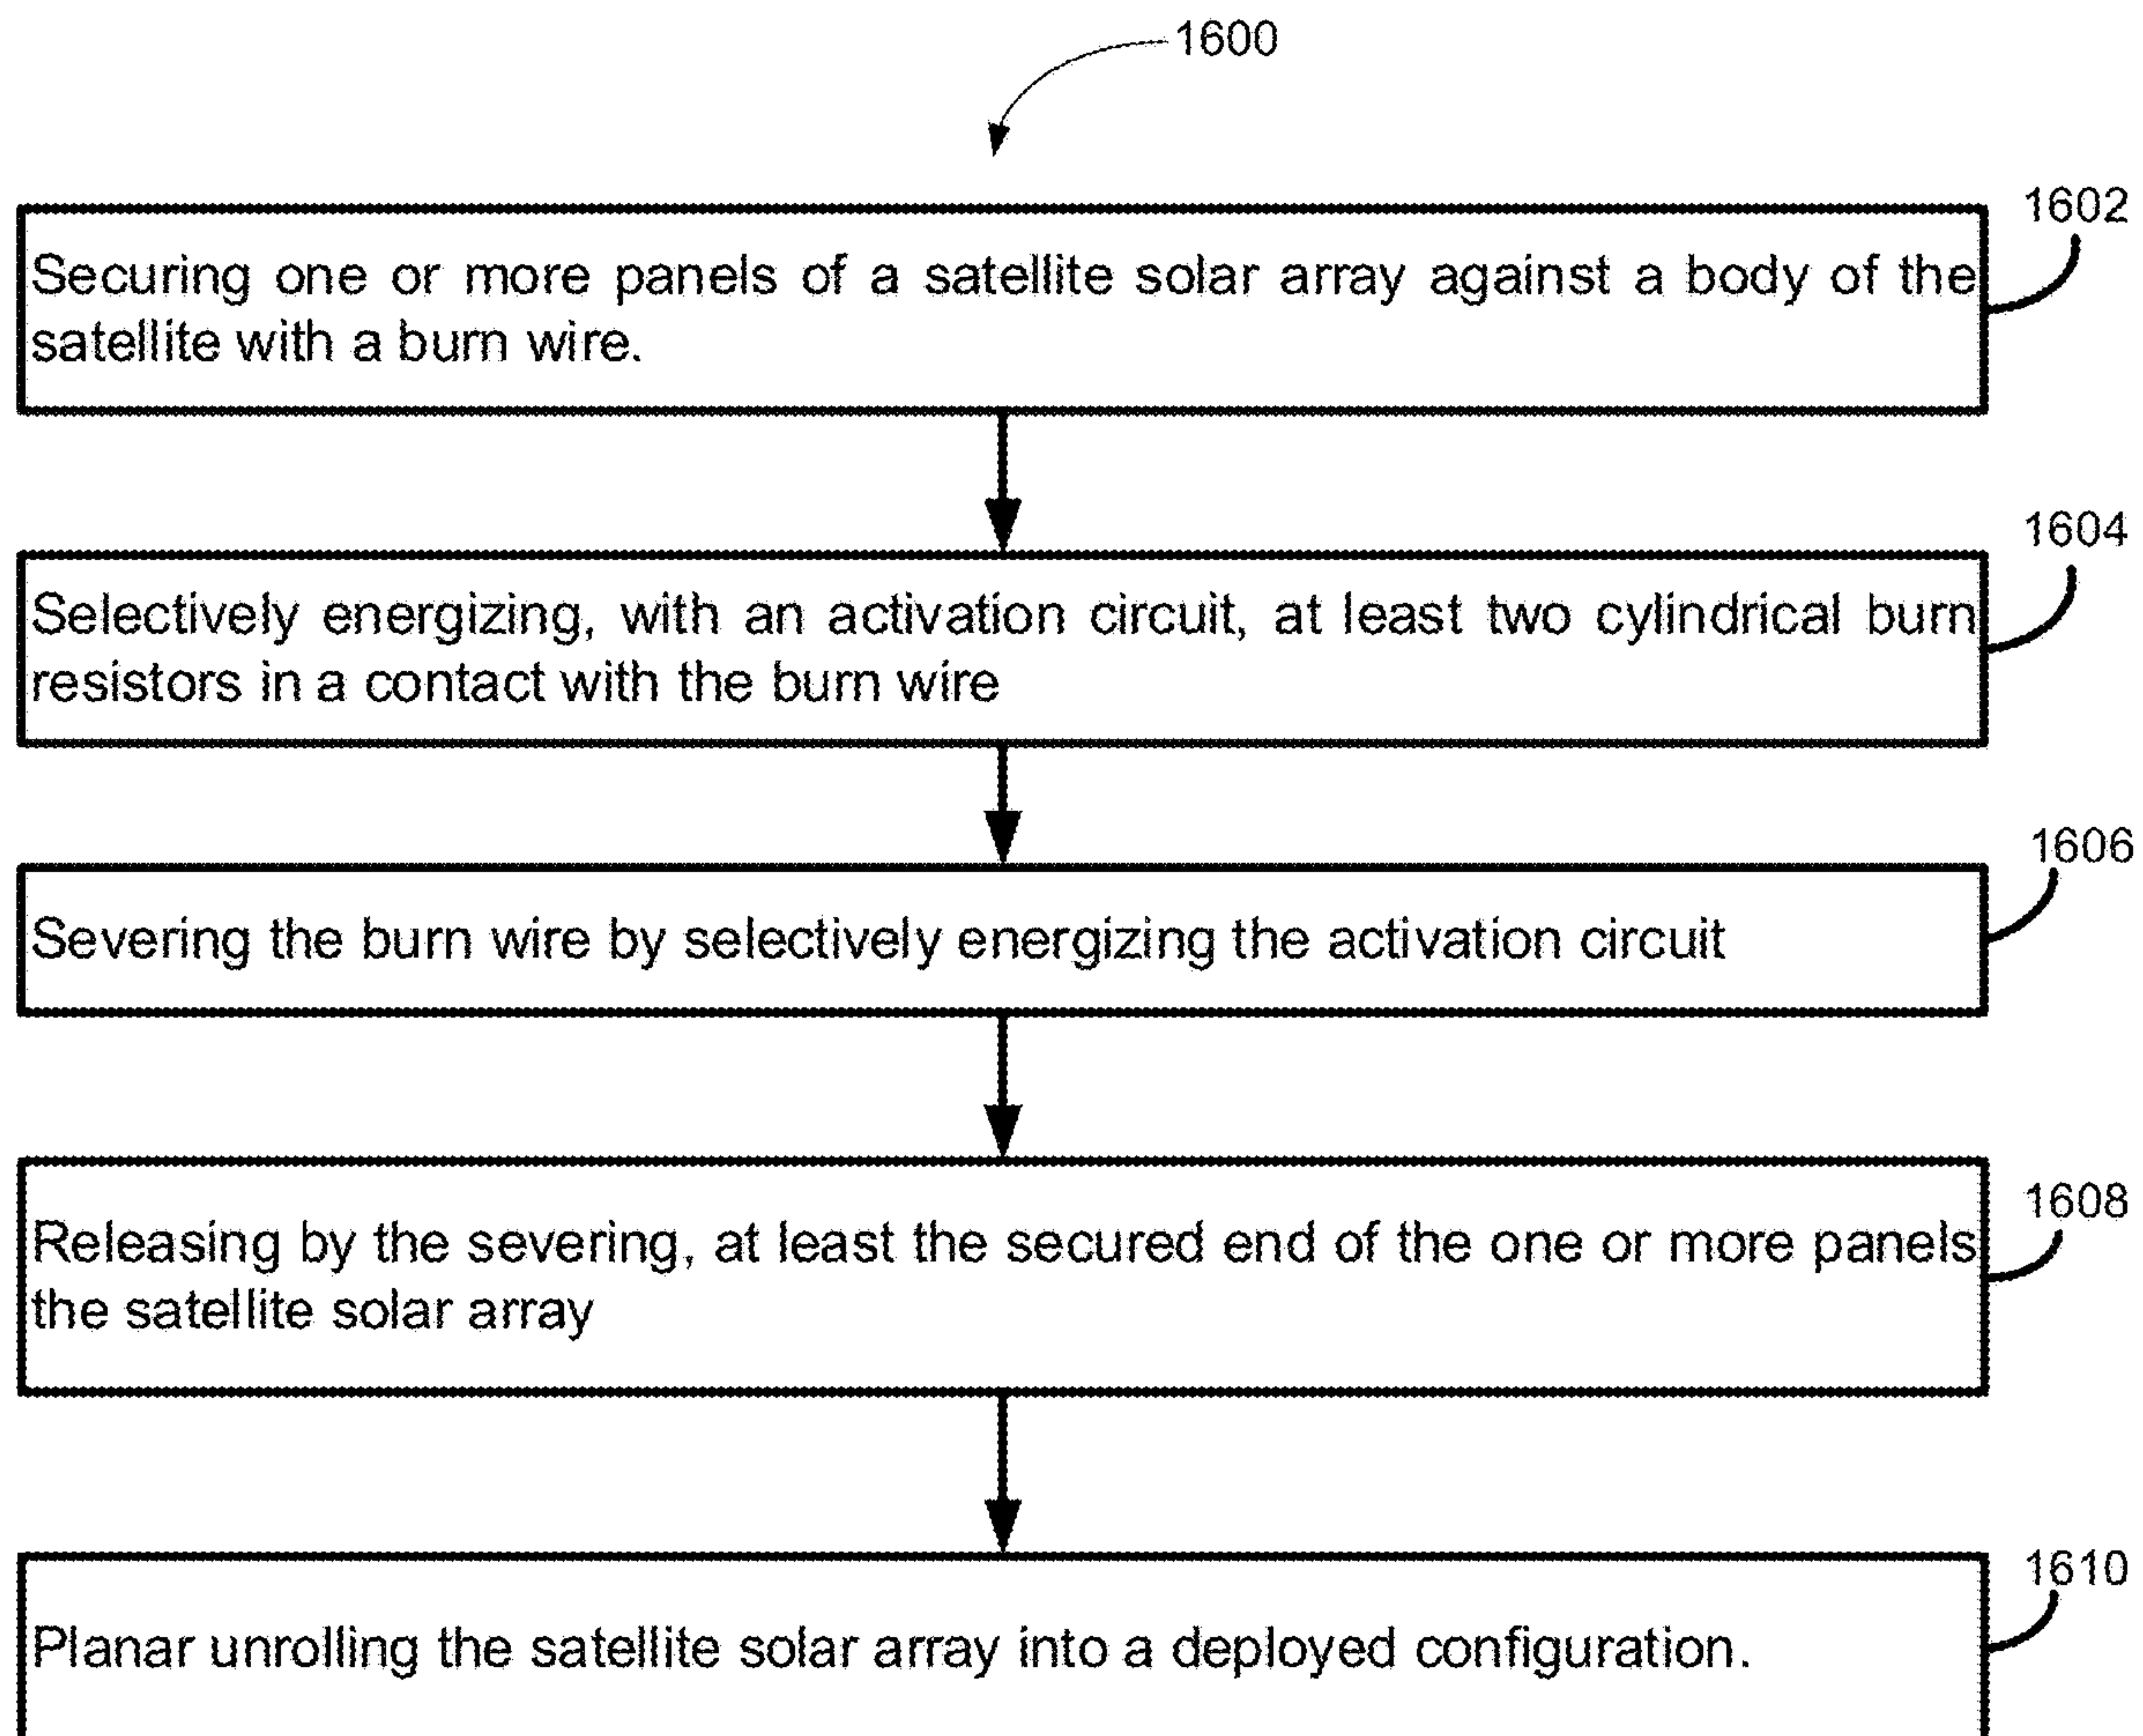 1600
1602
Securing one or more panels of a satellite solar array against a body of the
satellite with a burn wire.
1604
Selectively energizing, with an activation circuit, at least two cylindrical burn
resistors in a contact with the burn wire
1606
Severing the burn wire by selectively energizing the activation circuit
1608
Releasing by the severing, at least the secured end of the one or more panels
the satellite solar array
1610
Planar unrolling the satellite solar array into a deployed configuration.